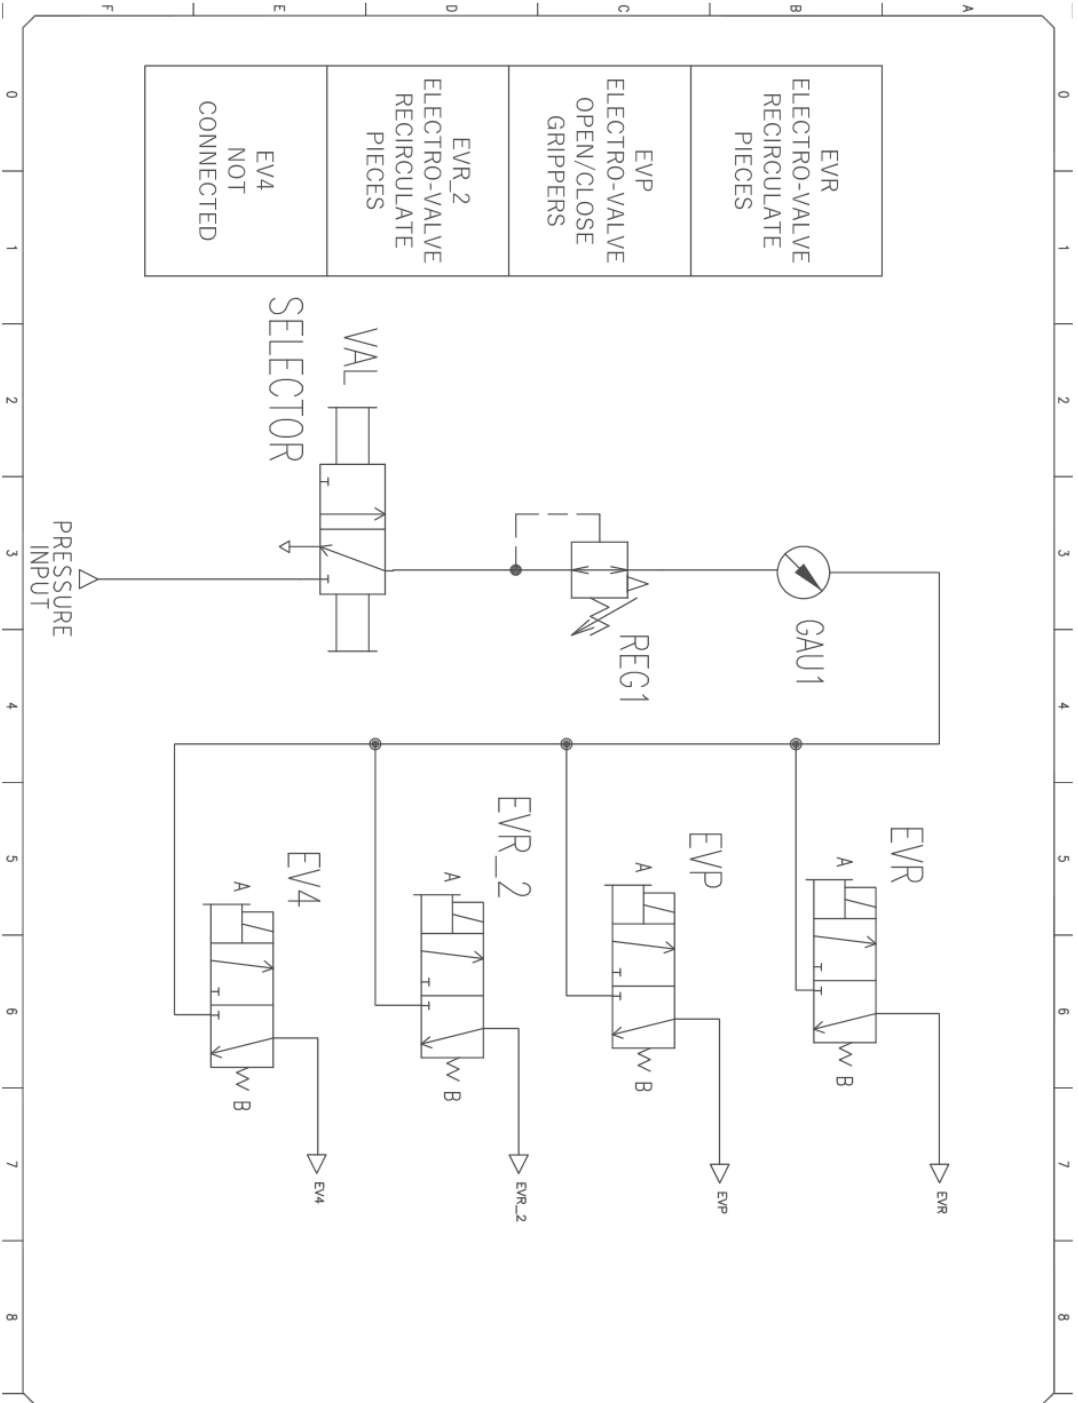 F
E
D
C
B
A
0
1
2
3
4
5
6
7
8
0
1
2
3
4
5
6
7
8
EVR
ELECTRO-VALVE
RECIRCULATE
PIECES
EVP
ELECTRO-VALVE
OPEN/CLOSE
GRIPPERS
EVR_2
ELECTRO-VALVE
RECIRCULATE
PIECES
EV4
NOT
CONNECTED
VAL
SELECTOR
PRESSURE
INPUT
REG1
GAU1
EVR
A
B
EVR
EVP
A
B
EVP
EVR_2
A
B
EVR_2
EV4
A
B
EV4